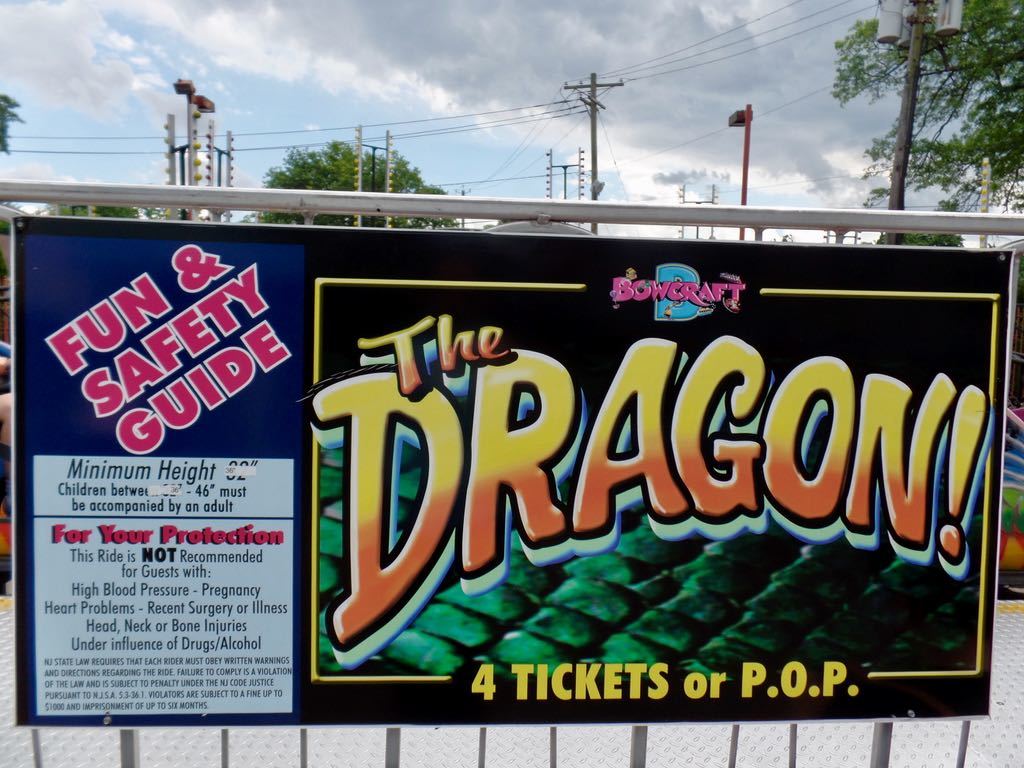 FUN &
SAFETY
GUIDE
Minimum Height 36"
Children between 36" - 46" must
be accompanied by an adult
For Your Protection
This Ride is NOT Recommended
for Guests with:
High Blood Pressure - Pregnancy
Heart Problems - Recent Surgery or Illness
Head, Neck or Bone Injuries
Under influence of Drugs/Alcohol
NJ STATE LAW REQUIRES THAT EACH RIDER MUST OBEY WRITTEN WARNINGS
AND DIRECTIONS REGARDING THE RIDE. FAILURE TO COMPLY IS A VIOLATION
OF THE LAW AND IS SUBJECT TO PENALTY UNDER THE NJ CODE JUSTICE
PURSUANT TO N.J.S.A. 5.3-36.1. VIOLATORS ARE SUBJECT TO A FINE UP TO
$1000 AND IMPRISONMENT OF UP TO SIX MONTHS.
B
BOWCRAFT
The
DRAGON!
4 TICKETS or P.O.P.